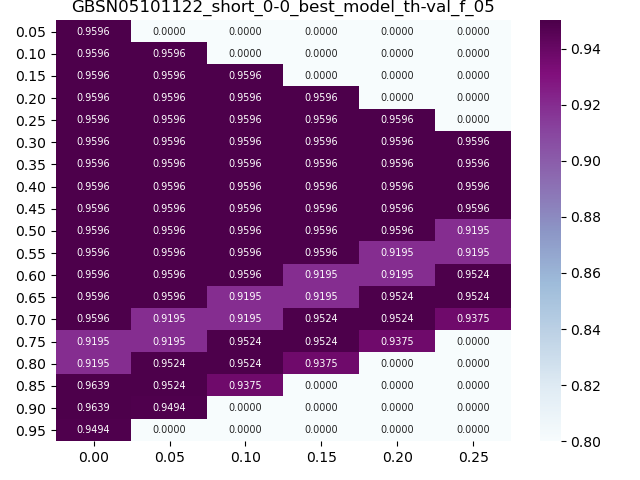 GBSN05101122_short_0-0_best_model_th-val_f_05
0.05 0.9596 0.0000 0.0000 0.0000 0.0000 0.0000
0.10 0.9596 0.9596 0.0000 0.0000 0.0000 0.0000
0.15 0.9596 0.9596 0.9596 0.0000 0.0000 0.0000
0.20 0.9596 0.9596 0.9596 0.9596 0.0000 0.0000
0.25 0.9596 0.9596 0.9596 0.9596 0.9596 0.0000
0.30 0.9596 0.9596 0.9596 0.9596 0.9596 0.9596
0.35 0.9596 0.9596 0.9596 0.9596 0.9596 0.9596
0.40 0.9596 0.9596 0.9596 0.9596 0.9596 0.9596
0.45 0.9596 0.9596 0.9596 0.9596 0.9596 0.9596
0.50 0.9596 0.9596 0.9596 0.9596 0.9596 0.9195
0.55 0.9596 0.9596 0.9596 0.9596 0.9195 0.9195
0.60 0.9596 0.9596 0.9596 0.9195 0.9195 0.9524
0.65 0.9596 0.9596 0.9195 0.9195 0.9524 0.9524
0.70 0.9596 0.9195 0.9195 0.9524 0.9524 0.9375
0.75 0.9195 0.9195 0.9524 0.9524 0.9375 0.0000
0.80 0.9195 0.9524 0.9524 0.9375 0.0000 0.0000
0.85 0.9639 0.9524 0.9375 0.0000 0.0000 0.0000
0.90 0.9639 0.9494 0.0000 0.0000 0.0000 0.0000
0.95 0.9494 0.0000 0.0000 0.0000 0.0000 0.0000
0.00 0.05 0.10 0.15 0.20 0.25
0.94
0.92
0.90
0.88
0.86
0.84
0.82
0.80